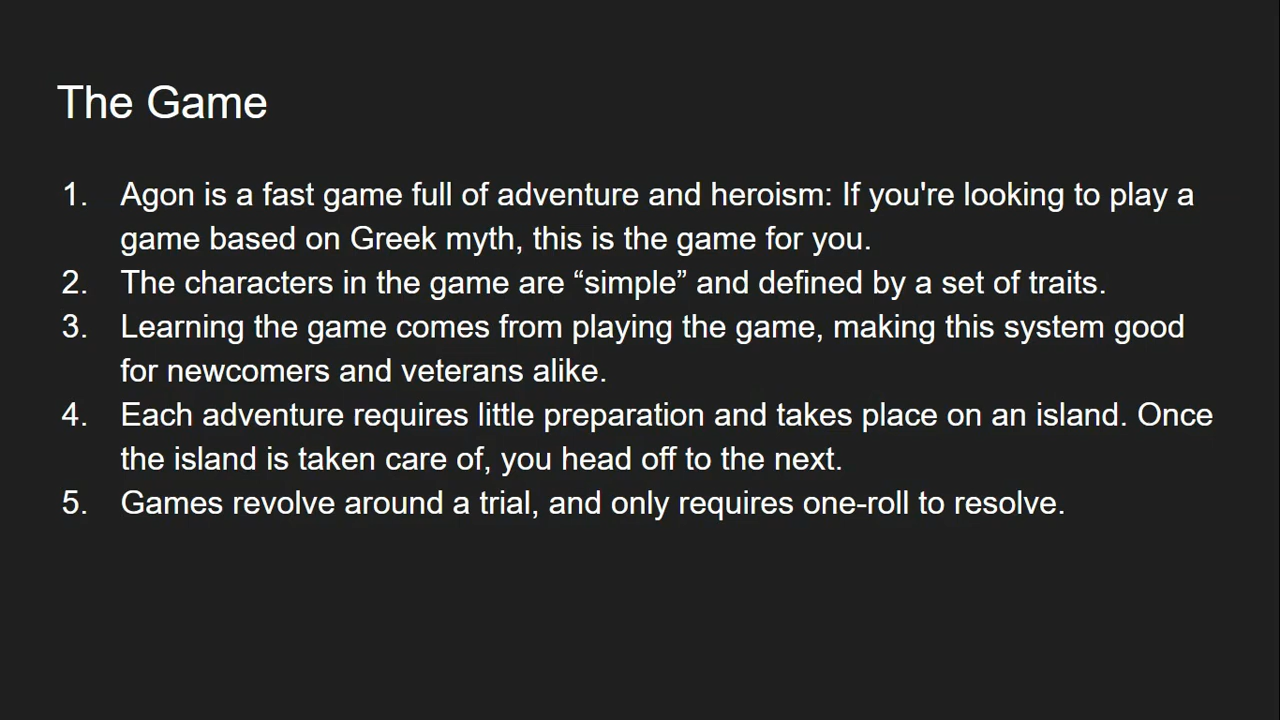 The Game
1. Agon is a fast game full of adventure and heroism: If you're looking to play a
game based on Greek myth, this is the game for you.
2. The characters in the game are “simple” and defined by a set of traits.
3. Learning the game comes from playing the game, making this system good
for newcomers and veterans alike.
4. Each adventure requires little preparation and takes place on an island. Once
the island is taken care of, you head off to the next.
5. Games revolve around a trial, and only requires one-roll to resolve.